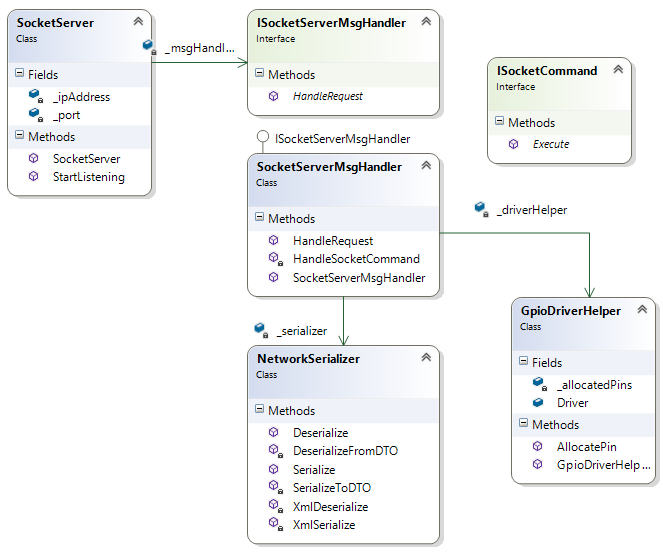 SocketServer
Class
Fields
_ipAddress
_port
Methods
SocketServer
StartListening
_msgHandl...
ISocketServerMsgHandler
Interface
Methods
HandleRequest
ISocketCommand
Interface
Methods
Execute
ISocketServerMsgHandler
SocketServerMsgHandler
Class
Methods
HandleRequest
HandleSocketCommand
SocketServerMsgHandler
_driverHelper
GpioDriverHelper
Class
Fields
_allocatedPins
Driver
Methods
AllocatePin
GpioDriverHelp...
_serializer
NetworkSerializer
Class
Methods
Deserialize
DeserializeFromDTO
Serialize
SerializeToDTO
XmlDeserialize
XmlSerialize